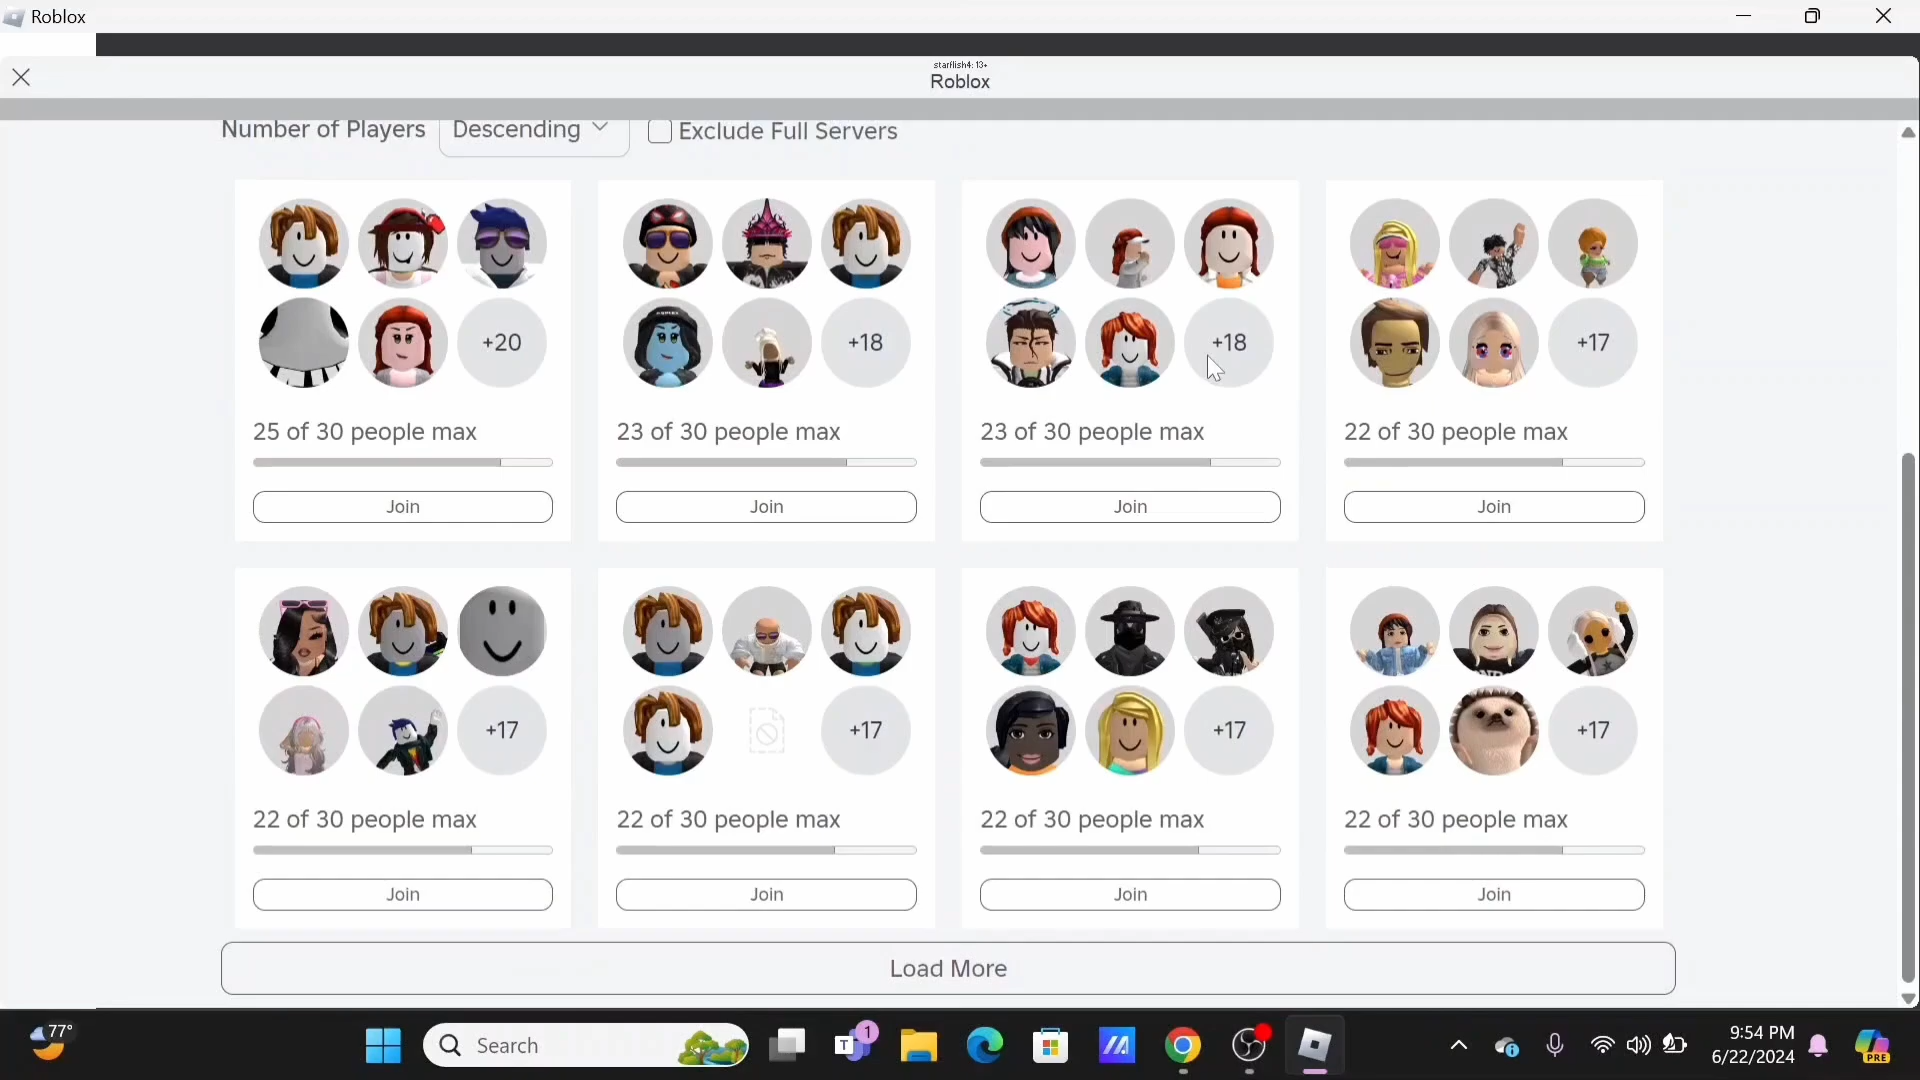 Roblox
starflish4: 13+
Roblox
Number of Players Descending Exclude Full Servers
+20 +18 +18 +17
25 of 30 people max 23 of 30 people max 23 of 30 people max 22 of 30 people max
Join Join Join Join
+17 +17 +17 +17
22 of 30 people max 22 of 30 people max 22 of 30 people max 22 of 30 people max
Join Join Join Join
Load More
77° Search T 1 9:54 PM PRE
6/22/2024